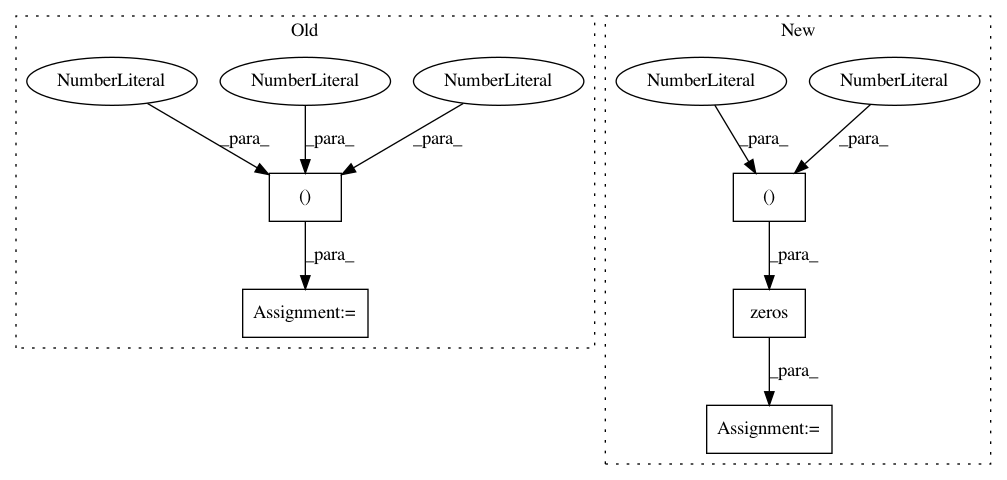 Old
New
NumberLiteral
NumberLiteral
NumberLiteral
NumberLiteral
NumberLiteral
_para_
_para_
_para_
_para_
_para_
()
()
_para_
_para_
Assignment:=
zeros
_para_
Assignment:=